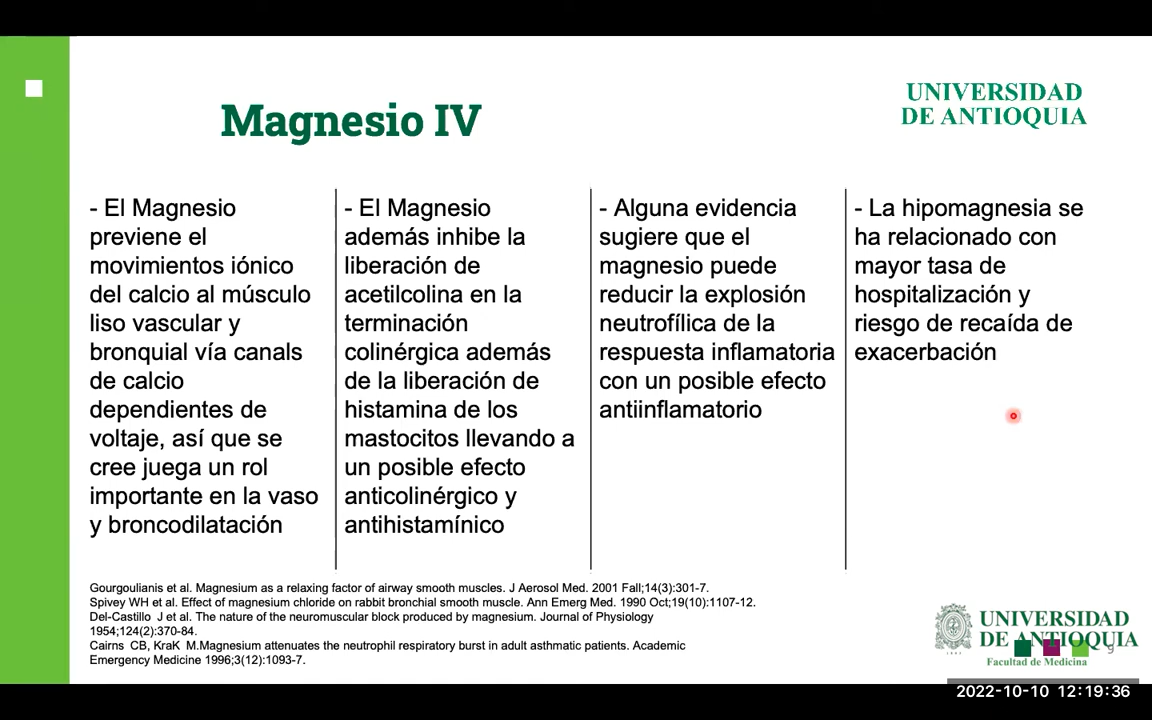 Magnesio IV
UNIVERSIDAD
DE ANTIOQUIA
- El Magnesio
previene el
movimientos iónico
del calcio al músculo
liso vascular y
bronquial vía canals
de calcio
dependientes de
voltaje, así que se
cree juega un rol
importante en la vaso
y broncodilatación
- El Magnesio
además inhibe la
liberación de
acetilcolina en la
terminación
colinérgica además
de la liberación de
histamina de los
mastocitos llevando a
un posible efecto
anticolinérgico y
antihistamínico
- Alguna evidencia
sugiere que el
magnesio puede
reducir la explosión
neutrofílica de la
respuesta inflamatoria
con un posible efecto
antiinflamatorio
- La hipomagnesia se
ha relacionado con
mayor tasa de
hospitalización y
riesgo de recaída de
exacerbación
Gourgoulianis et al. Magnesium as a relaxing factor of airway smooth muscles. J Aerosol Med. 2001 Fall;14(3):301-7.
Spivey WH et al. Effect of magnesium chloride on rabbit bronchial smooth muscle. Ann Emerg Med. 1990 Oct;19(10):1107-12.
Del-Castillo J et al. The nature of the neuromuscular block produced by magnesium. Journal of Physiology
1954;124(2):370-84.
Cairns CB, KraK M.Magnesium attenuates the neutrophil respiratory burst in adult asthmatic patients. Academic
Emergency Medicine 1996;3(12):1093-7.
UNIVERSIDAD
DE ANTIOQUIA
9
Facultad de Medicina
2022-10-10 12:19:36